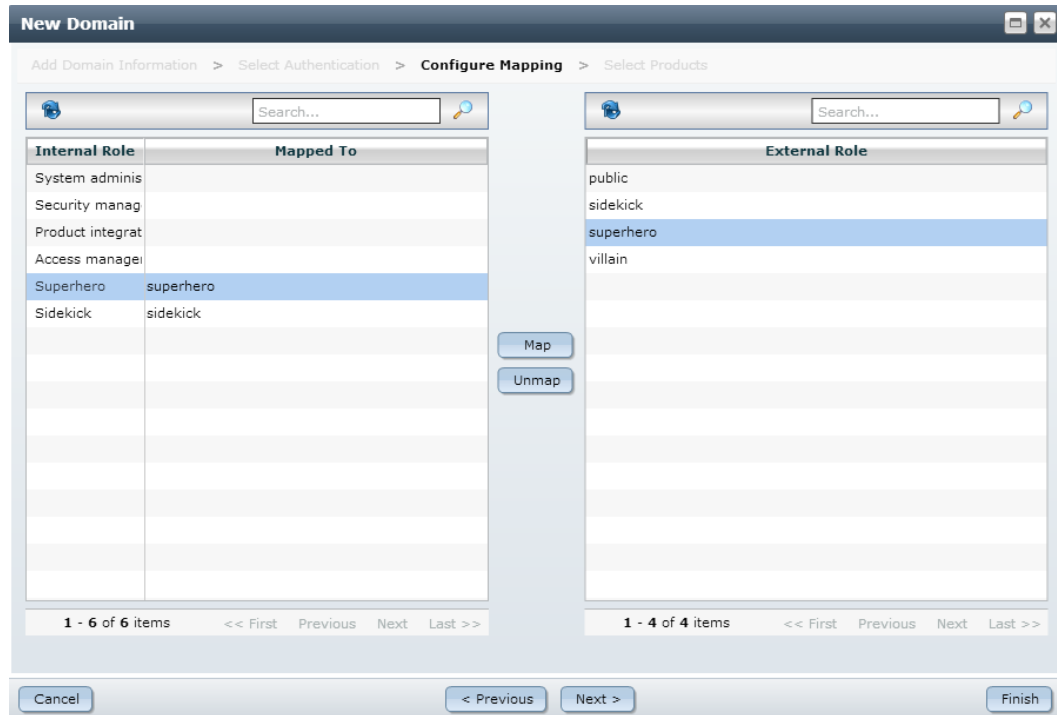 New Domain
Add Domain Information > Select Authentication > Configure Mapping > Select Products
Search... Search...
Internal Role Mapped To External Role
System adminis public
Security manag sidekick
Product integrat superhero
Access manager villain
Superhero superhero
Sidekick sidekick
Map
Unmap
1 - 6 of 6 items << First Previous Next Last >> 1 - 4 of 4 items << First Previous Next Last >>
Cancel < Previous Next > Finish